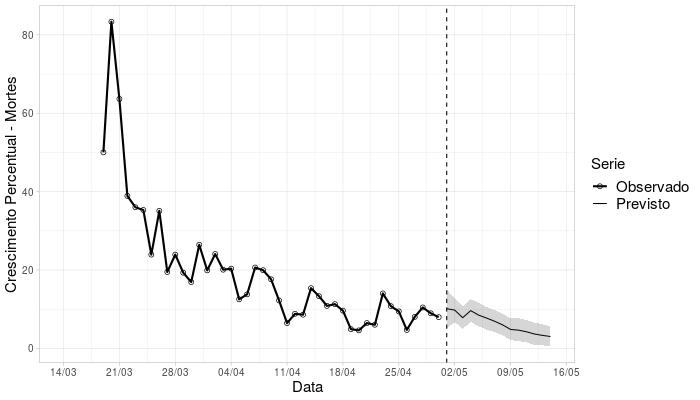 Crescimento Percentual - Mortes
80
60
40
20
0
14/03 21/03 28/03 04/04 11/04 18/04 25/04 02/05 09/05 16/05
Data
Serie
Observado
Previsto